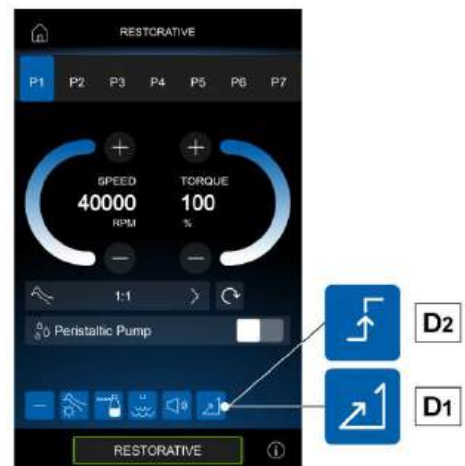 RESTORATIVE
P1 P2 P3 P4 P5 P6 P7
SPEED TORQUE
40000 100
RPM %
1:1
Peristaltic Pump
D2
D1
RESTORATIVE